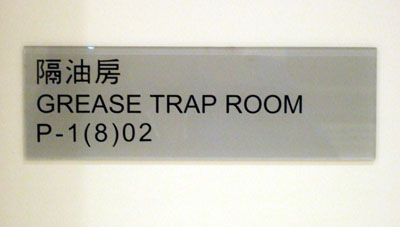 隔油房
GREASE TRAP ROOM
P-1(8)02